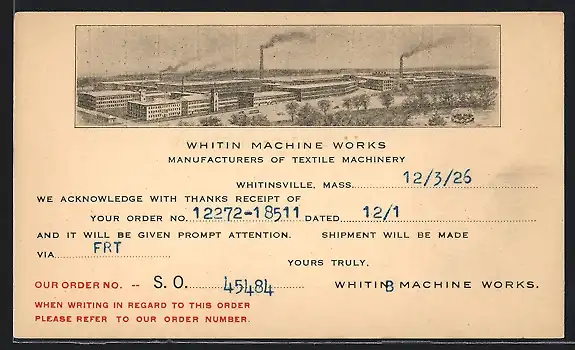 WHITIN MACHINE WORKS
MANUFACTURERS OF TEXTILE MACHINERY
WHITINSVILLE, MASS. 12/3/26
WE ACKNOWLEDGE WITH THANKS RECEIPT OF
YOUR ORDER NO. 12272-18511 DATED 12/1
AND IT WILL BE GIVEN PROMPT ATTENTION. SHIPMENT WILL BE MADE
VIA FRT
YOURS TRULY,
OUR ORDER NO. -- S. O. 45484 WHITIN B MACHINE WORKS.
WHEN WRITING IN REGARD TO THIS ORDER
PLEASE REFER TO OUR ORDER NUMBER.